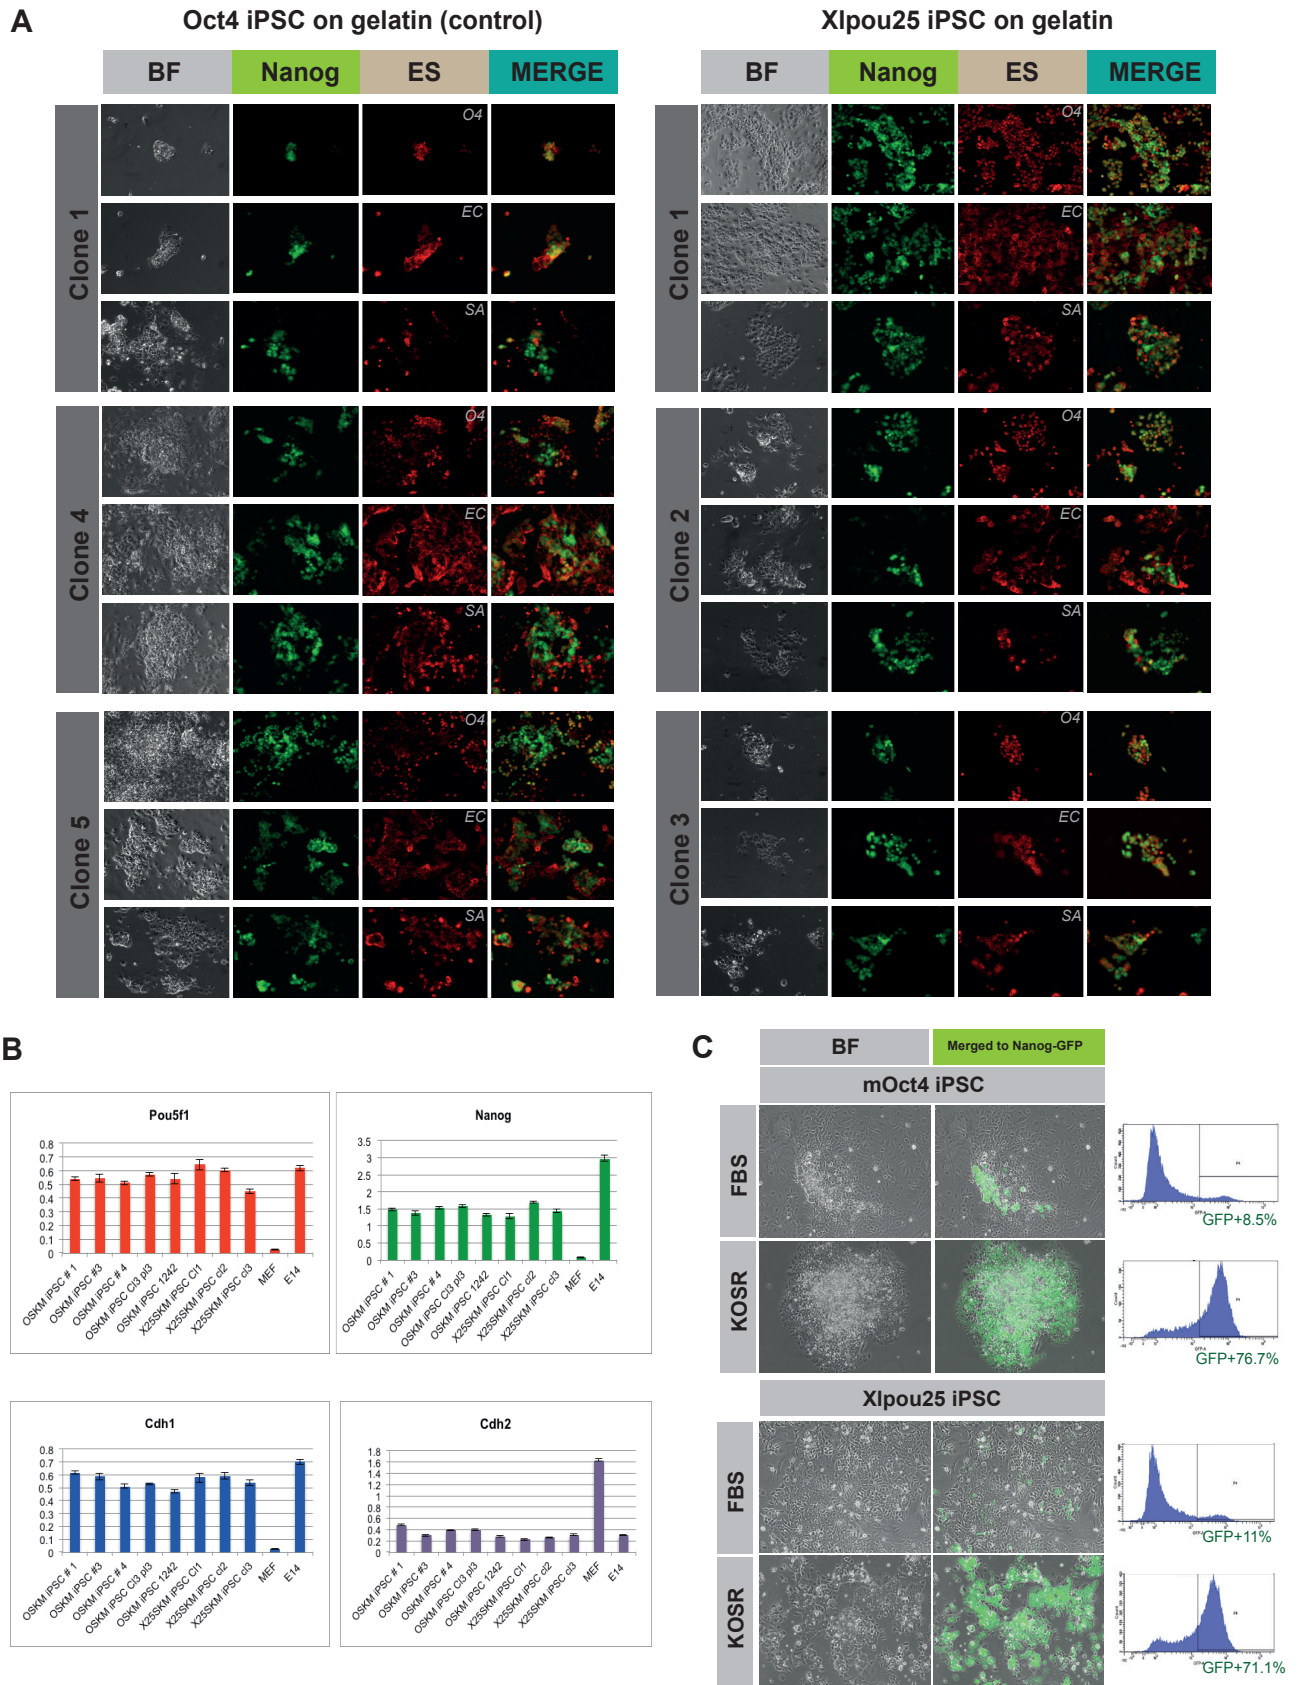 A
Oct4 iPSC on gelatin (control)
BF Nanog ES MERGE
Clone 1
O4
EC
SA
Clone 4
O4
EC
SA
Clone 5
O4
EC
SA
Xlpou25 iPSC on gelatin
BF Nanog ES MERGE
Clone 1
O4
EC
SA
Clone 2
O4
EC
SA
Clone 3
O4
EC
SA
B
Pou5f1
0.8
0.7
0.6
0.5
0.4
0.3
0.2
0.1
0
OSKM iPSC # 1
OSKM iPSC #3
OSKM iPSC # 4
OSKM iPSC Cl3 pl3
OSKM iPSC 1242
X25SKM iPSC Cl1
X25SKM iPSC cl2
X25SKM iPSC cl3
MEF
E14
Nanog
3.5
3
2.5
2
1.5
1
0.5
0
OSKM iPSC # 1
OSKM iPSC #3
OSKM iPSC # 4
OSKM iPSC Cl3 pl3
OSKM iPSC 1242
X25SKM iPSC Cl1
X25SKM iPSC cl2
X25SKM iPSC cl3
MEF
E14
Cdh1
0.8
0.7
0.6
0.5
0.4
0.3
0.2
0.1
0
OSKM iPSC # 1
OSKM iPSC #3
OSKM iPSC # 4
OSKM iPSC Cl3 pl3
OSKM iPSC 1242
X25SKM iPSC Cl1
X25SKM iPSC cl2
X25SKM iPSC cl3
MEF
E14
Cdh2
1.8
1.6
1.4
1.2
1
0.8
0.6
0.4
0.2
0
OSKM iPSC # 1
OSKM iPSC #3
OSKM iPSC # 4
OSKM iPSC Cl3 pl3
OSKM iPSC 1242
X25SKM iPSC Cl1
X25SKM iPSC cl2
X25SKM iPSC cl3
MEF
E14
C
BF Merged to Nanog-GFP
mOct4 iPSC
FBS
Count
GFP-A
GFP+8.5%
KOSR
Count
GFP+76.7%
Xlpou25 iPSC
FBS
Count
GFP+11%
KOSR
Count
GFP+71.1%